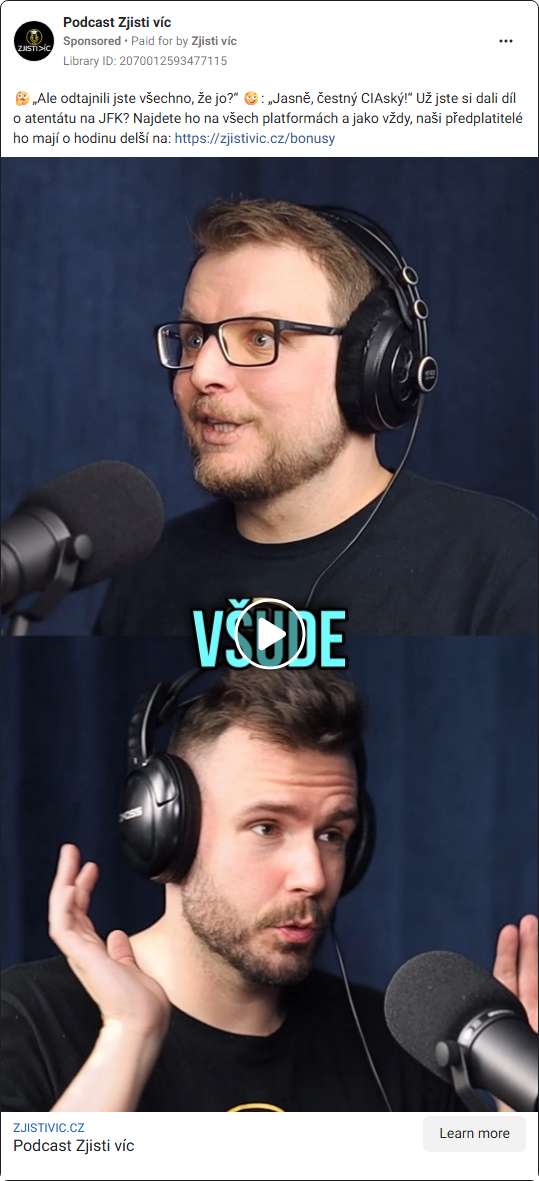 Podcast Zjisti víc
Sponsored • Paid for by Zjisti víc
Library ID: 2070012593477115
ZJISTIVÍC
🫣 „Ale odtajnili jste všechno, že jo?“ 😳 : „Jasně, čestný CIAský!“ Už jste si dali díl
o atentátu na JFK? Najdete ho na všech platformách a jako vždy, naši předplatitelé
ho mají o hodinu delší na: https://zjistivic.cz/bonusy
VŠUDE
KOSS
ZJISTIVIC.CZ
Podcast Zjisti víc
Learn more